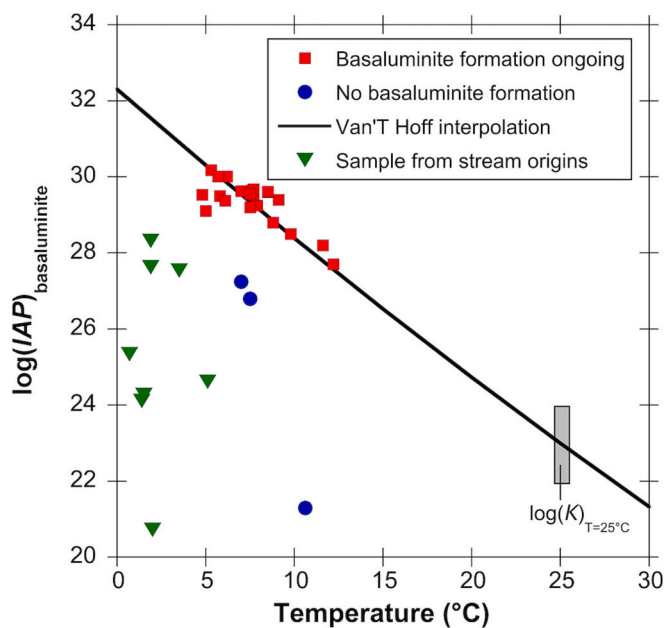 34
32
30
28
26
24
22
20
log(IAP)basaluminite
Basaluminite formation ongoing
No basaluminite formation
Van'T Hoff interpolation
Sample from stream origins
log(K)T=25°C
0 5 10 15 20 25 30
Temperature (°C)